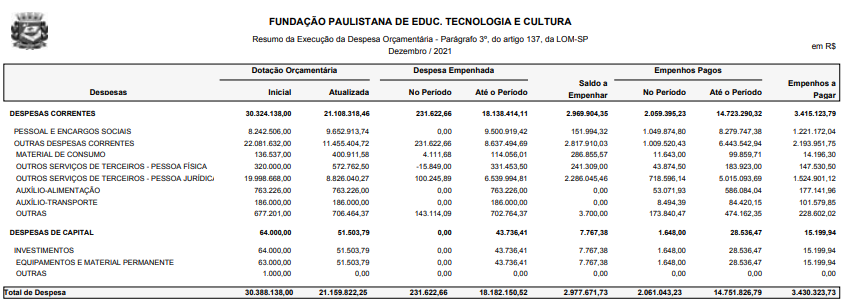 FUNDAÇÃO PAULISTANA DE EDUC. TECNOLOGIA E CULTURA
Resumo da Execução da Despesa Orçamentária - Parágrafo 3º, do artigo 137, da LOM-SP
Dezembro / 2021
em R$
Dotação Orçamentária Despesa Empenhada Saldo a Empenhar Empenhos Pagos Empenhos a Pagar
Despesas Inicial Atualizada No Período Até o Período No Período Até o Período
DESPESAS CORRENTES 30.324.138,00 21.108.318,46 231.622,66 18.138.414,11 2.969.904,35 2.059.395,23 14.723.290,32 3.415.123,79
PESSOAL E ENCARGOS SOCIAIS 8.242.506,00 9.652.913,74 0,00 9.500.919,42 151.994,32 1.049.874,80 8.279.747,38 1.221.172,04
OUTRAS DESPESAS CORRENTES 22.081.632,00 11.455.404,72 231.622,66 8.637.494,69 2.817.910,03 1.009.520,43 6.443.542,94 2.193.951,75
MATERIAL DE CONSUMO 136.537,00 400.911,58 4.111,68 114.056,01 286.855,57 11.643,00 99.859,71 14.196,30
OUTROS SERVIÇOS DE TERCEIROS - PESSOA FÍSICA 320.000,00 572.762,50 -15.849,00 331.453,50 241.309,00 43.874,50 183.923,00 147.530,50
OUTROS SERVIÇOS DE TERCEIROS - PESSOA JURÍDICA 19.998.668,00 8.826.040,27 100.245,89 6.539.994,81 2.286.045,46 718.596,14 5.015.093,69 1.524.901,12
AUXÍLIO-ALIMENTAÇÃO 763.226,00 763.226,00 0,00 763.226,00 0,00 53.071,93 586.084,04 177.141,96
AUXÍLIO-TRANSPORTE 186.000,00 186.000,00 0,00 186.000,00 0,00 8.494,39 84.420,15 101.579,85
OUTRAS 677.201,00 706.464,37 143.114,09 702.764,37 3.700,00 173.840,47 474.162,35 228.602,02
DESPESAS DE CAPITAL 64.000,00 51.503,79 0,00 43.736,41 7.767,38 1.648,00 28.536,47 15.199,94
INVESTIMENTOS 64.000,00 51.503,79 0,00 43.736,41 7.767,38 1.648,00 28.536,47 15.199,94
EQUIPAMENTOS E MATERIAL PERMANENTE 63.000,00 51.503,79 0,00 43.736,41 7.767,38 1.648,00 28.536,47 15.199,94
OUTRAS 1.000,00 0,00 0,00 0,00 0,00 0,00 0,00 0,00
Total de Despesa 30.388.138,00 21.159.822,25 231.622,66 18.182.150,52 2.977.671,73 2.061.043,23 14.751.826,79 3.430.323,73